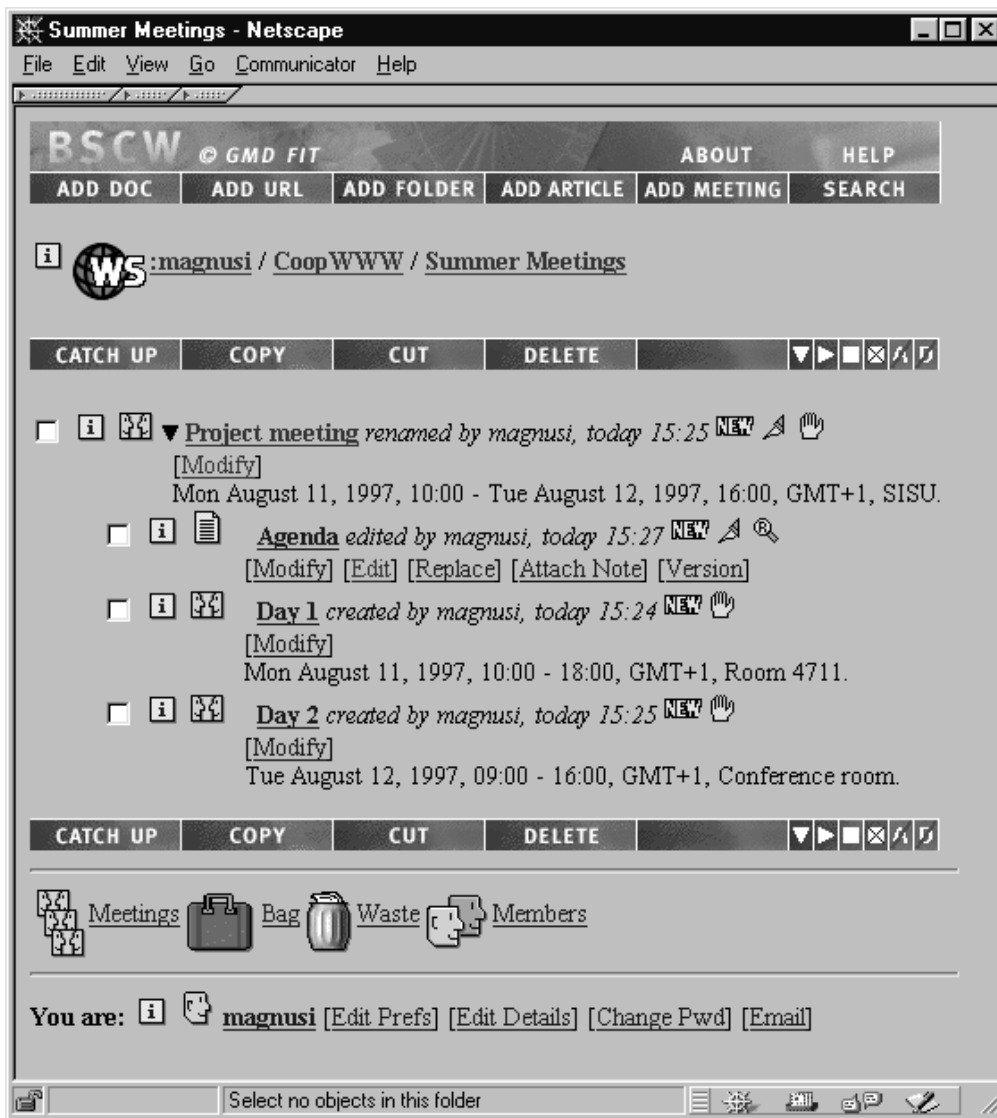 Summer Meetings - Netscape
File Edit View Go Communicator Help
BSCW © GMD FIT ABOUT HELP
ADD DOC ADD URL ADD FOLDER ADD ARTICLE ADD MEETING SEARCH
i WS :magnusi / CoopWWW / Summer Meetings
CATCH UP COPY CUT DELETE
i Project meeting renamed by magnusi, today 15:25 NEW
[Modify]
Mon August 11, 1997, 10:00 - Tue August 12, 1997, 16:00, GMT+1, SISU.
i Agenda edited by magnusi, today 15:27 NEW R
[Modify] [Edit] [Replace] [Attach Note] [Version]
i Day 1 created by magnusi, today 15:24 NEW
[Modify]
Mon August 11, 1997, 10:00 - 18:00, GMT+1, Room 4711.
i Day 2 created by magnusi, today 15:25 NEW
[Modify]
Tue August 12, 1997, 09:00 - 16:00, GMT+1, Conference room.
CATCH UP COPY CUT DELETE
Meetings Bag Waste Members
You are: i magnusi [Edit Prefs] [Edit Details] [Change Pwd] [Email]
Select no objects in this folder